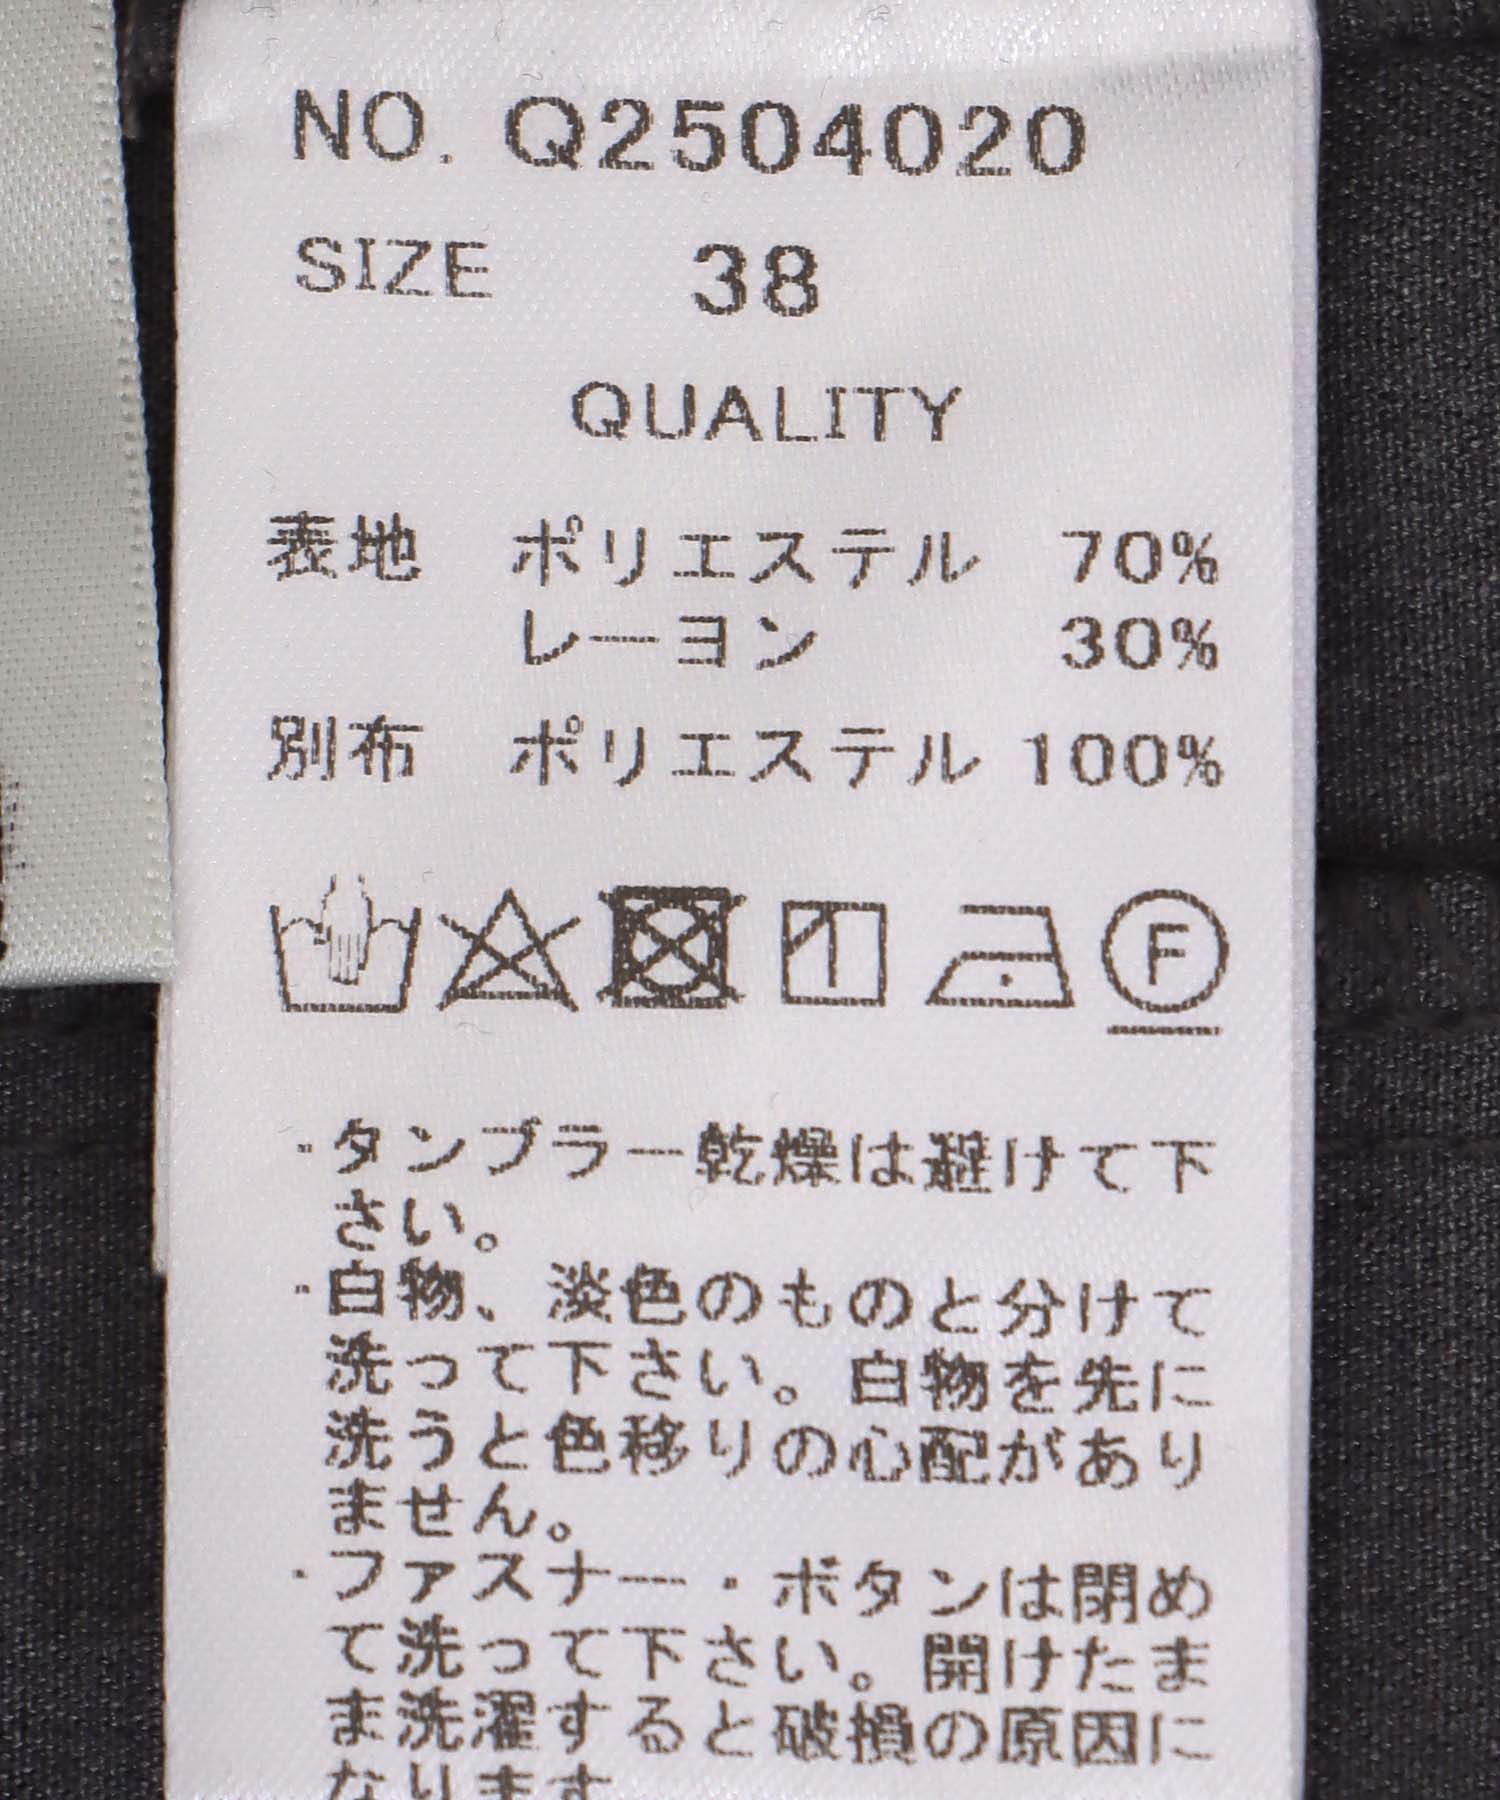 NO. Q2504020
SIZE 38
QUALITY
表地 ポリエステル 70%
レーヨン 30%
別布 ポリエステル 100%
F
・タンブラー乾燥は避けて下
さい。
・白物、淡色のものと分けて
洗って下さい。白物を先に
洗うと色移りの心配があり
ません。
・ファスナー・ボタンは閉め
て洗って下さい。開けたま
ま洗濯すると破損の原因に
なります